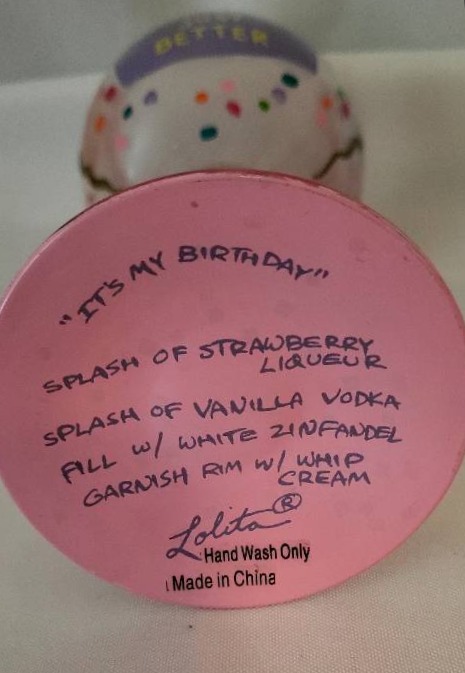 BETTER
"IT'S MY BIRTHDAY"
SPLASH OF STRAWBERRY
LIQUEUR
SPLASH OF VANILLA VODKA
FILL W/ WHITE ZINFANDEL
GARNISH RIM W/ WHIP
CREAM
Lolita®
Hand Wash Only
Made in China